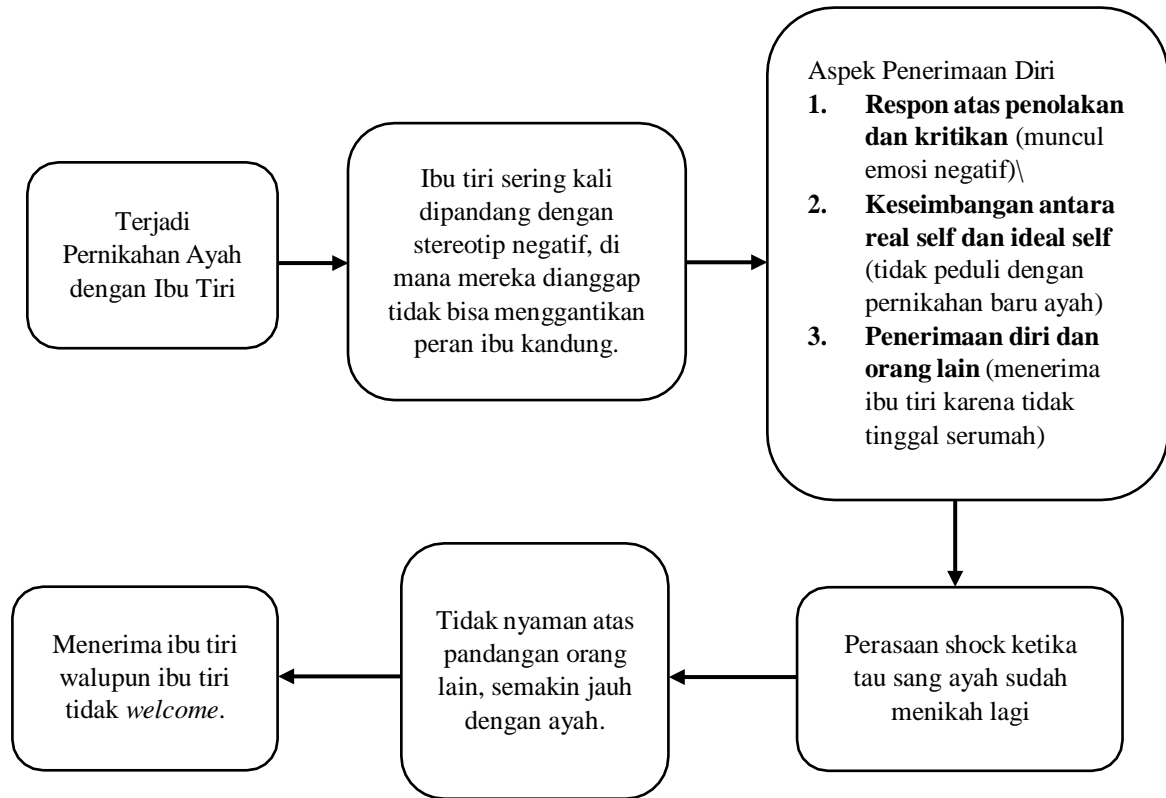 Terjadi
Pernikahan Ayah
dengan Ibu Tiri
Ibu tiri sering kali
dipandang dengan
stereotip negatif, di
mana mereka dianggap
tidak bisa menggantikan
peran ibu kandung.
Aspek Penerimaan Diri
1. Respon atas penolakan
dan kritikan (muncul
emosi negatif)\
2. Keseimbangan antara
real self dan ideal self
(tidak peduli dengan
pernikahan baru ayah)
3. Penerimaan diri dan
orang lain (menerima
ibu tiri karena tidak
tinggal serumah)
Perasaan shock ketika
tau sang ayah sudah
menikah lagi
Tidak nyaman atas
pandangan orang
lain, semakin jauh
dengan ayah.
Menerima ibu tiri
walupun ibu tiri
tidak welcome.